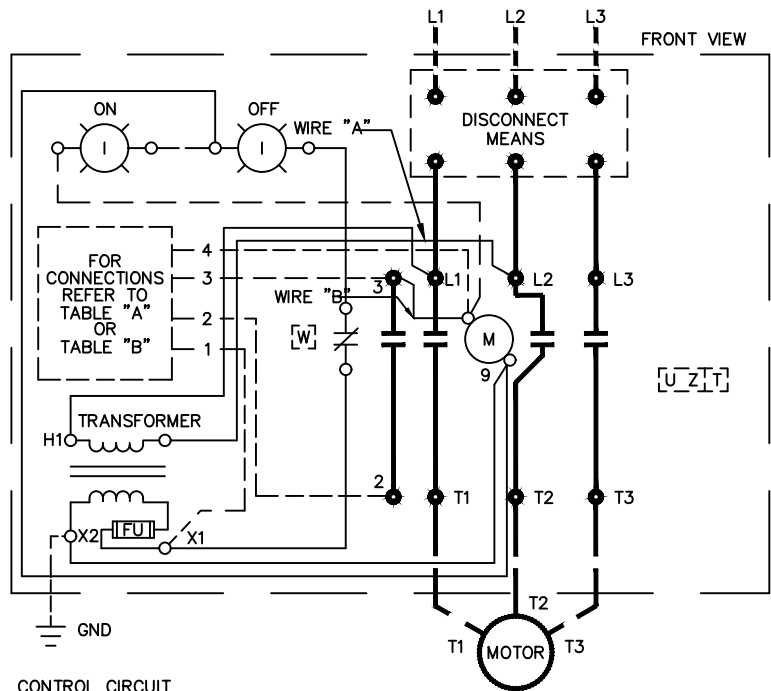 L1 L2 L3
FRONT VIEW
ON OFF
WIRE "A"
DISCONNECT
MEANS
I I
4
3
2
1
FOR
CONNECTIONS
REFER TO
TABLE "A"
OR
TABLE "B"
3 L1 L2 L3
WIRE "B"
[W]
M
9
U Z T
TRANSFORMER
H1
2 T1 T2 T3
FU
X2 X1
GND
T2
T1 MOTOR T3
CONTROL CIRCUIT